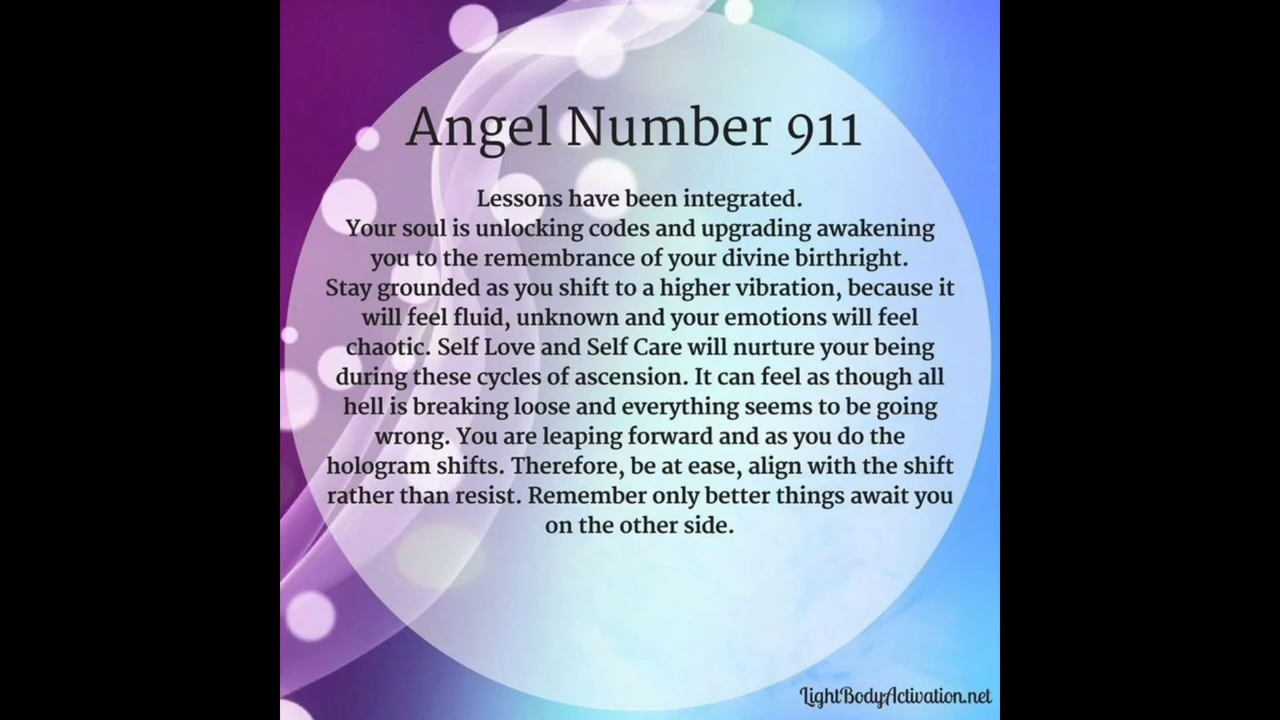 Angel Number 911
Lessons have been integrated.
Your soul is unlocking codes and upgrading awakening
you to the remembrance of your divine birthright.
Stay grounded as you shift to a higher vibration, because it
will feel fluid, unknown and your emotions will feel
chaotic. Self Love and Self Care will nurture your being
during these cycles of ascension. It can feel as though all
hell is breaking loose and everything seems to be going
wrong. You are leaping forward and as you do the
hologram shifts. Therefore, be at ease, align with the shift
rather than resist. Remember only better things await you
on the other side.
LightBodyActivation.net